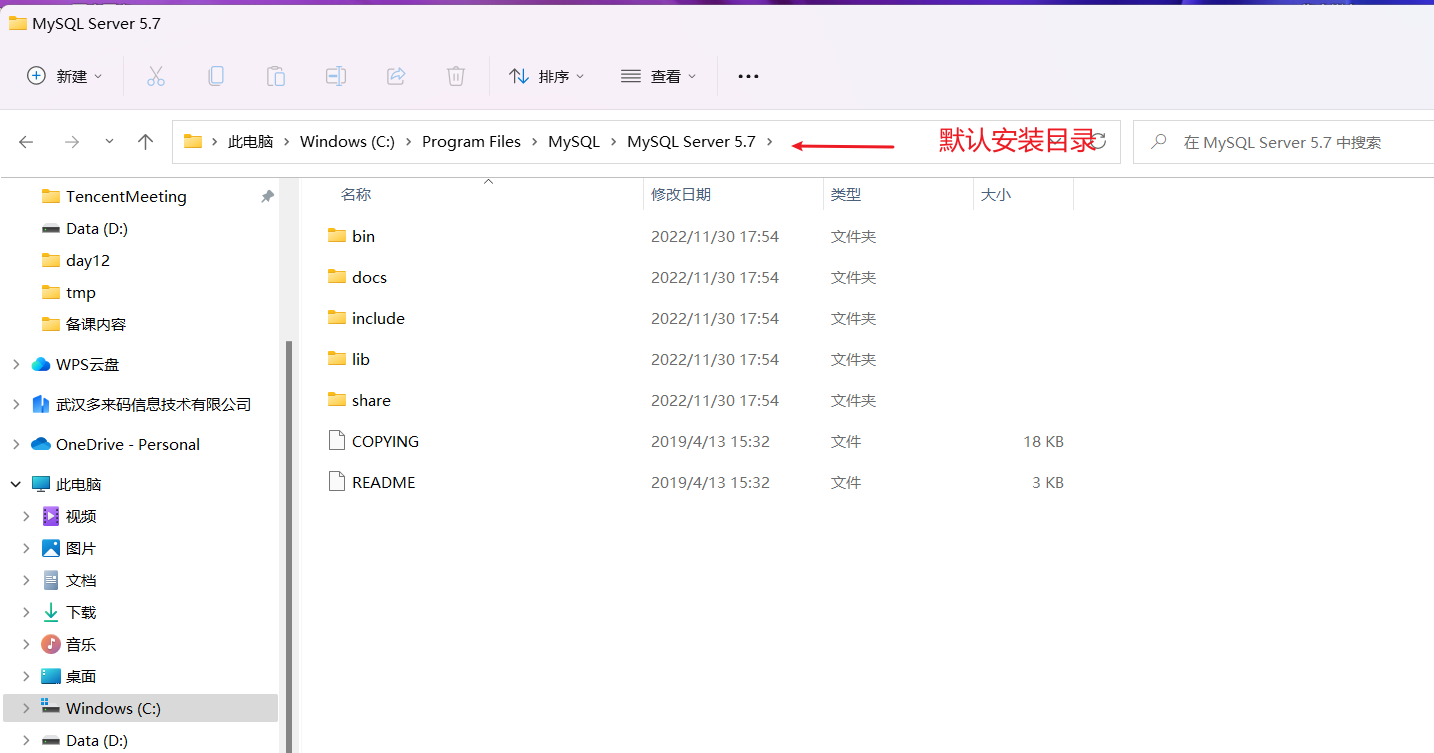 MySQL Server 5.7
新建
排序
查看
此电脑 Windows (C:) Program Files MySQL MySQL Server 5.7
默认安装目录
在 MySQL Server 5.7 中搜索
TencentMeeting
Data (D:)
day12
tmp
备课内容
WPS云盘
武汉多来码信息技术有限公司
OneDrive - Personal
此电脑
视频
图片
文档
下载
音乐
桌面
Windows (C:)
Data (D:)
名称 修改日期 类型 大小
bin 2022/11/30 17:54 文件夹
docs 2022/11/30 17:54 文件夹
include 2022/11/30 17:54 文件夹
lib 2022/11/30 17:54 文件夹
share 2022/11/30 17:54 文件夹
COPYING 2019/4/13 15:32 文件 18 KB
README 2019/4/13 15:32 文件 3 KB